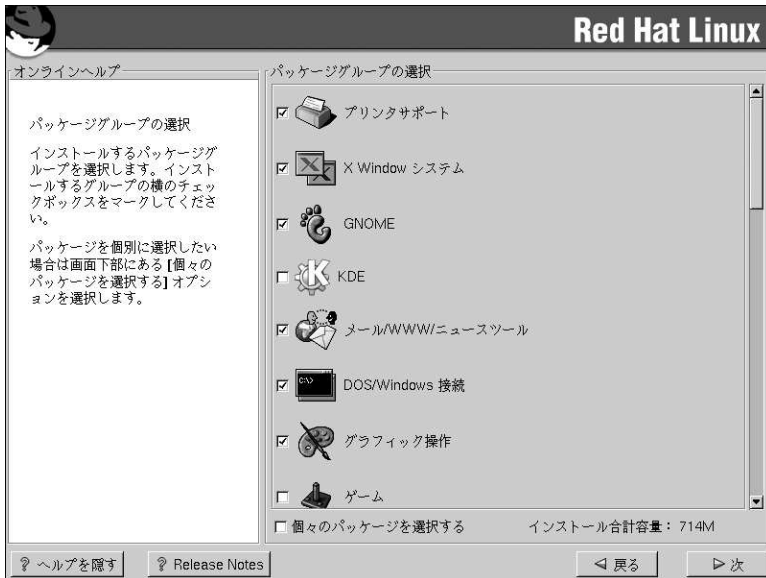 Red Hat Linux
オンラインヘルプ
パッケージグループの選択
インストールするパッケージグ
ループを選択します。インスト
ールするグループの横のチェッ
クボックスをマークしてくださ
い。
パッケージを個別に選択したい
場合は画面下部にある [個々の
パッケージを選択する] オプシ
ョンを選択します。
パッケージグループの選択
プリンタサポート
X Window システム
GNOME
KDE
メール/WWW/ニュースツール
C:\>
DOS/Windows 接続
グラフィック操作
ゲーム
個々のパッケージを選択する
インストール合計容量： 714M
? ヘルプを隠す
? Release Notes
戻る
次